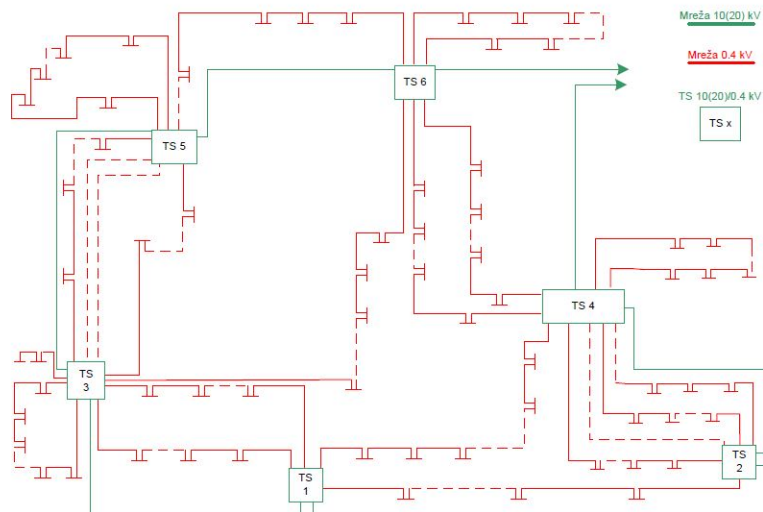 Mreža 10(20) kV
Mreža 0.4 kV
TS 10(20)/0.4 kV
TS x
TS 6
TS 5
TS 4
TS
3
TS
2
TS
1